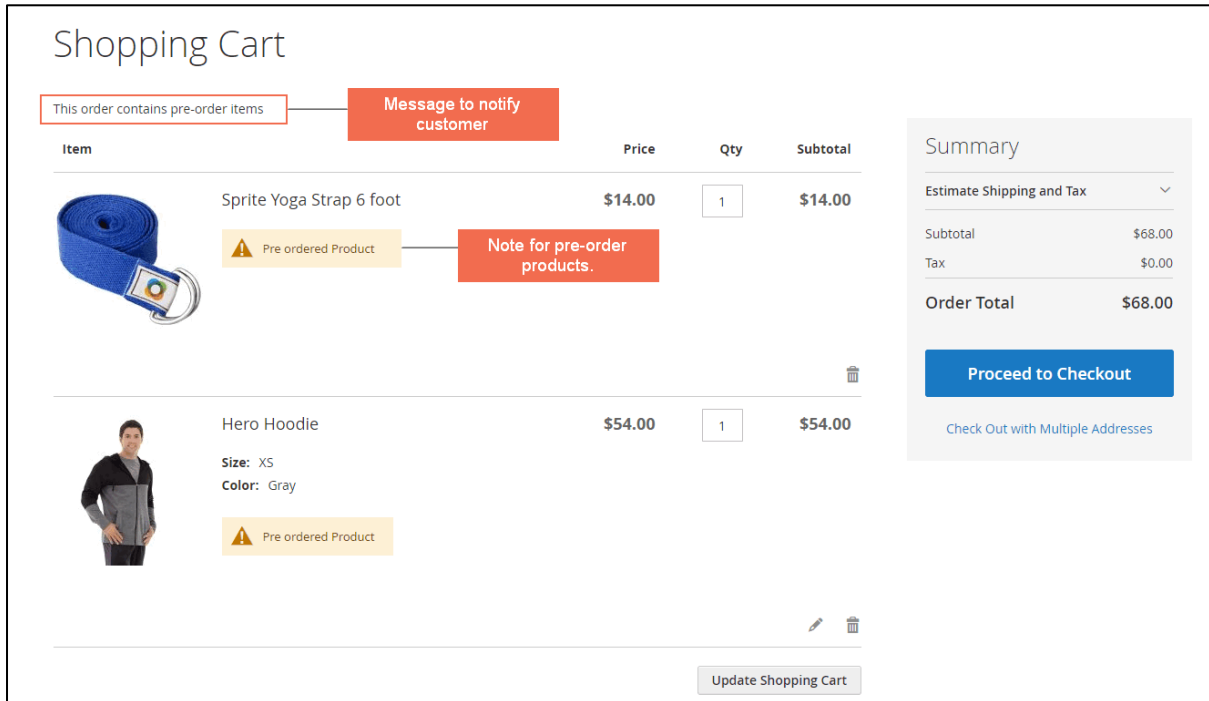 Shopping Cart
This order contains pre-order items
Message to notify
customer
Item Price Qty Subtotal
Sprite Yoga Strap 6 foot $14.00 1 $14.00
Pre ordered Product
Note for pre-order
products.
Hero Hoodie $54.00 1 $54.00
Size: XS
Color: Gray
Pre ordered Product
Update Shopping Cart
Summary
Estimate Shipping and Tax
Subtotal $68.00
Tax $0.00
Order Total $68.00
Proceed to Checkout
Check Out with Multiple Addresses